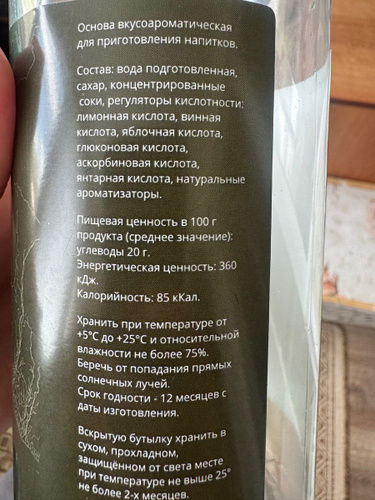 Основа вкусоароматическая
для приготовления напитков.
Состав: вода подготовленная,
сахар, концентрированные
соки, регуляторы кислотности:
лимонная кислота, винная
кислота, яблочная кислота,
глюконовая кислота,
аскорбиновая кислота,
янтарная кислота, натуральные
ароматизаторы.
Пищевая ценность в 100 г
продукта (среднее значение):
углеводы 20 г.
Энергетическая ценность: 360
кДж.
Калорийность: 85 кКал.
Хранить при температуре от
+5°С до +25°С и относительной
влажности не более 75%.
Беречь от попадания прямых
солнечных лучей.
Срок годности - 12 месяцев с
даты изготовления.
Вскрытую бутылку хранить в
сухом, прохладном,
защищённом от света месте
при температуре не выше 25°
не более 2-х месяцев.